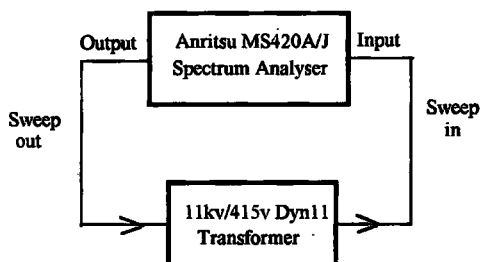 Output
Anritsu MS420A/J
Spectrum Analyser
Input
Sweep
out
Sweep
in
11kv/415v Dyn11
Transformer